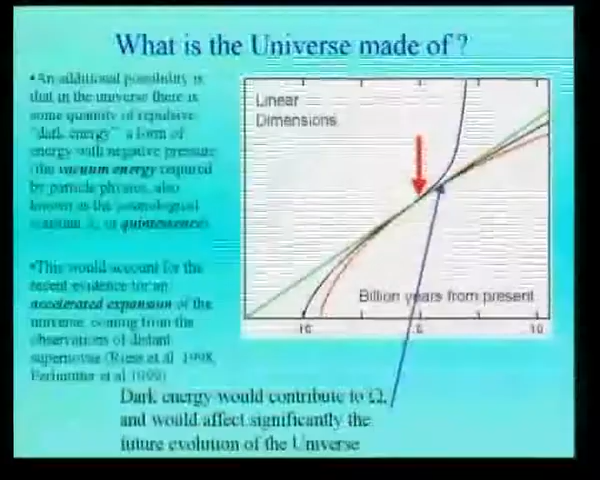 What is the Universe made of ?
•An additional possibility is
that in the universe there is
some quantity of repulsive
"dark energy" a form of
energy with negative pressure
(the vacuum energy required
by particle physics, also
known as the cosmological
constant or quintessence)
•This would account for the
recent evidence for an
accelerated expansion of the
universe, coming from the
observations of distant
supernovae (Riess et al. 1998,
Perlmutter et al 1999)
Linear
Dimensions
Billion years from present
10
0
10
Dark energy would contribute to Ω,
and would affect significantly the
future evolution of the Universe